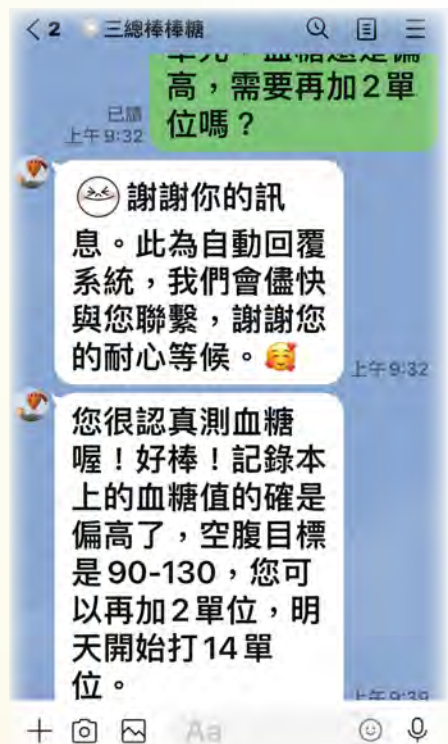 2 三總棒棒糖
高，需要再加2單
位嗎？
已讀
上午9:32
謝謝你的訊
息。此為自動回覆
系統，我們會儘快
與您聯繫，謝謝您
的耐心等候。
上午9:32
您很認真測血糖
喔！好棒！記錄本
上的血糖值的確是
偏高了，空腹目標
是90-130，您可
以再加2單位，明
天開始打14單
位。
Aa